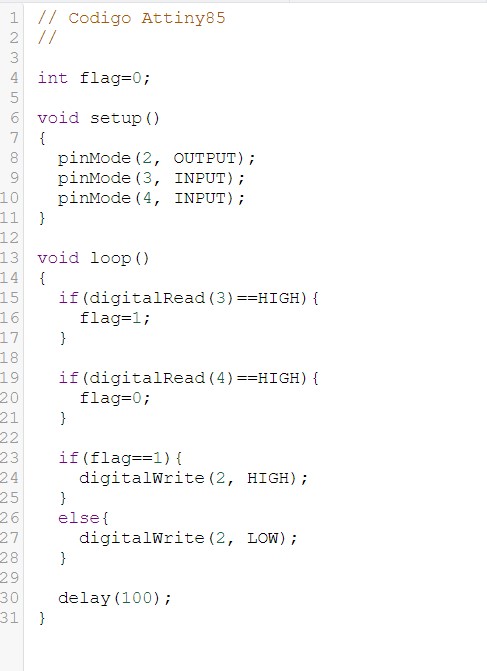 1 // Codigo Attiny85
2 //
3
4 int flag=0;
5
6 void setup()
7 {
8   pinMode(2, OUTPUT);
9   pinMode(3, INPUT);
10   pinMode(4, INPUT);
11 }
12
13 void loop()
14 {
15   if(digitalRead(3)==HIGH){
16     flag=1;
17   }
18
19   if(digitalRead(4)==HIGH){
20     flag=0;
21   }
22
23   if(flag==1){
24     digitalWrite(2, HIGH);
25   }
26   else{
27     digitalWrite(2, LOW);
28   }
29
30   delay(100);
31 }